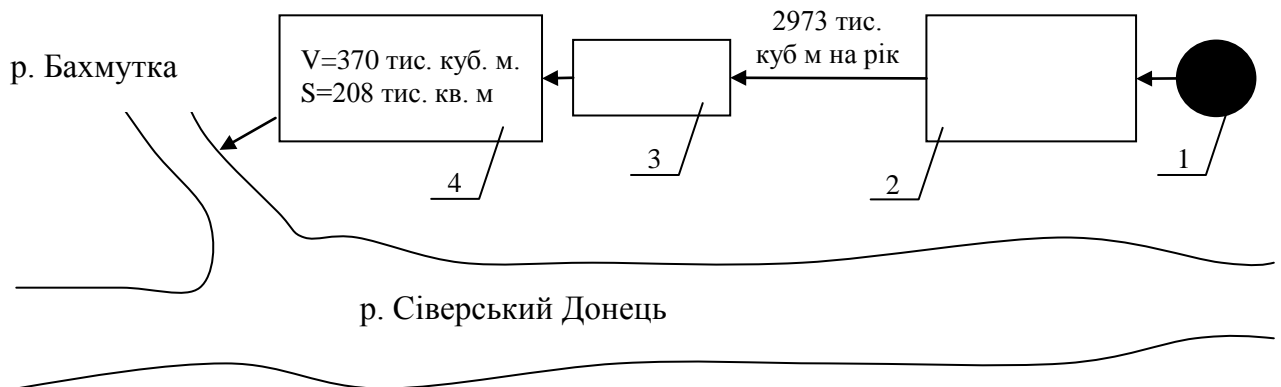 2973 тис.
куб м на рік
р. Бахмутка
V=370 тис. куб. м.
S=208 тис. кв. м
4
3
2
1
р. Сіверський Донець